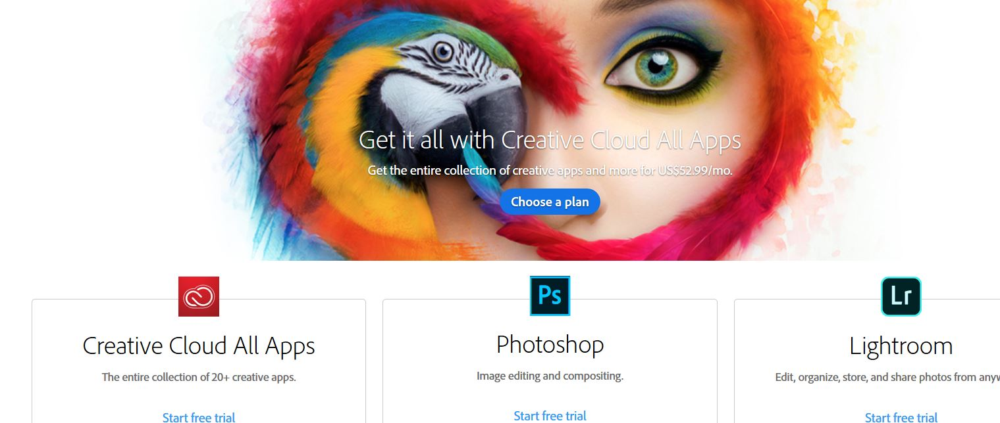 Get it all with Creative Cloud All Apps
Get the entire collection of creative apps and more for US$52.99/mo.
Choose a plan
Ps
Lr
Creative Cloud All Apps
Photoshop
Lightroom
The entire collection of 20+ creative apps.
Image editing and compositing.
Edit, organize, store, and share photos from
Start free trial
Start free trial
Start free trial